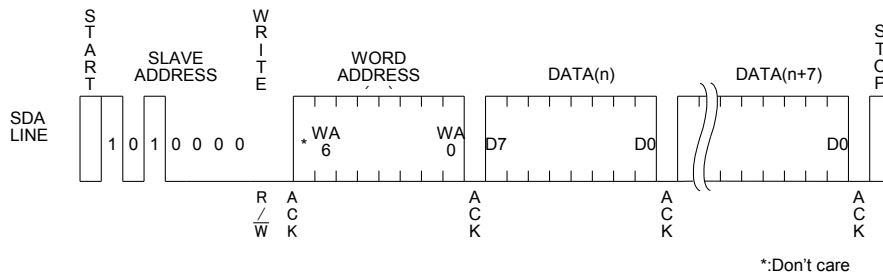 START
SLAVE
ADDRESS
WRITE
WORD
ADDRESS
DATA(n)
DATA(n+7)
SDA
LINE
1 0 1 0 0 0 0
* WA
6
WA
0
D7
D0
D0
R/W
ACK
ACK
ACK
ACK
*:Don't care